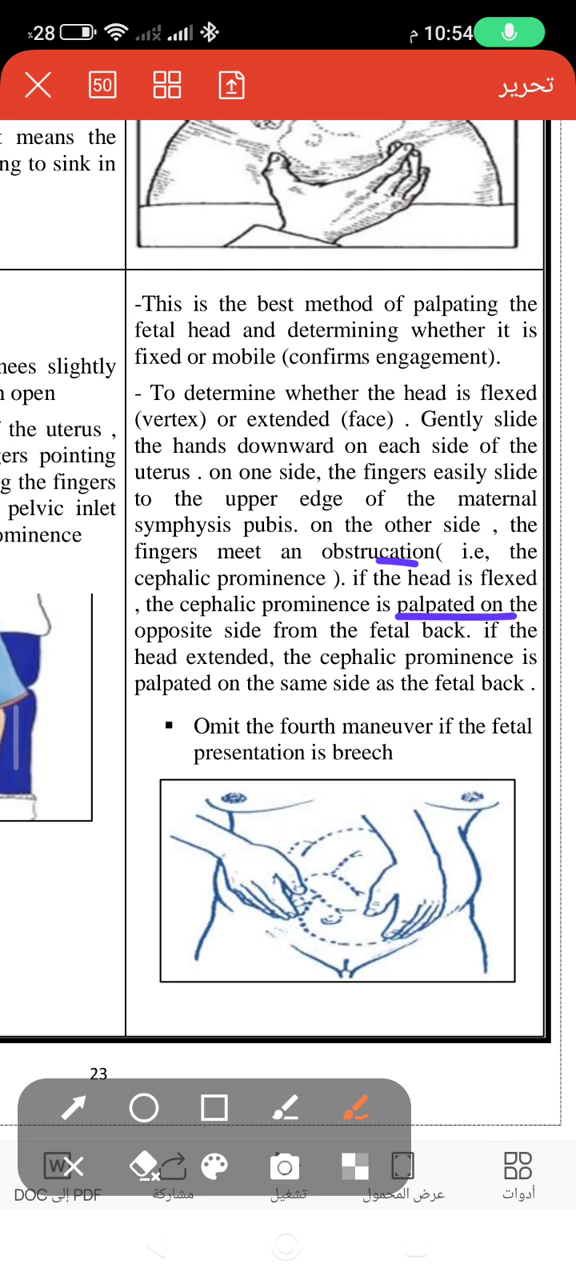 %28
10:54 م
50
تحرير
means the
ng to sink in
-This is the best method of palpating the
fetal head and determining whether it is
fixed or mobile (confirms engagement).
nees slightly
open
- To determine whether the head is flexed
(vertex) or extended (face) . Gently slide
the hands downward on each side of the
uterus . on one side, the fingers easily slide
to the upper edge of the maternal
symphysis pubis. on the other side , the
fingers meet an obstrucation( i.e, the
cephalic prominence ). if the head is flexed
, the cephalic prominence is palpated on the
opposite side from the fetal back. if the
head extended, the cephalic prominence is
palpated on the same side as the fetal back .
the uterus ,
gers pointing
g the fingers
pelvic inlet
ominence
▪ Omit the fourth maneuver if the fetal
presentation is breech
23
W
أدوات
عرض المحمول
تشغيل
مشاركة
PDF إلى DOC